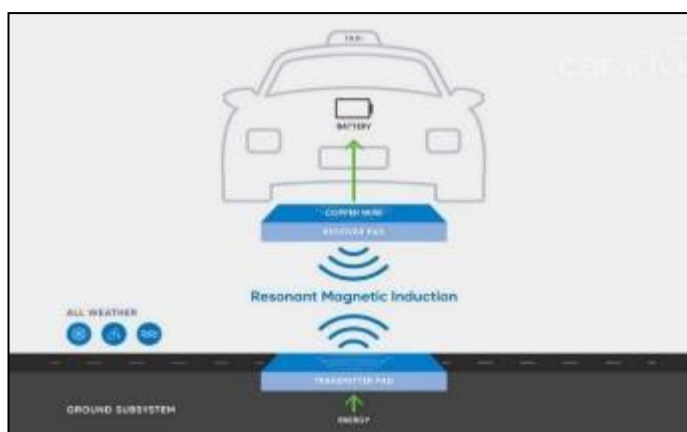 TAXI
BATTERY
COPPER WIRE
RECEIVER PAD
Resonant Magnetic Induction
ALL WEATHER
TRANSMITTER PAD
GROUND SUBSYSTEM
ENERGY